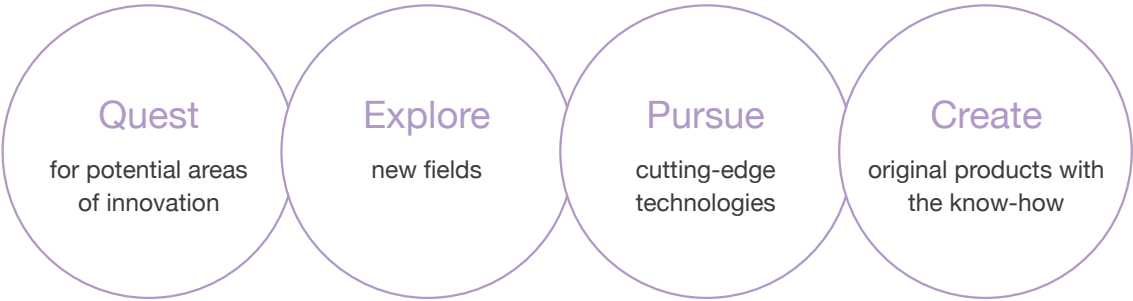 Quest
for potential areas
of innovation
Explore
new fields
Pursue
cutting-edge
technologies
Create
original products with
the know-how